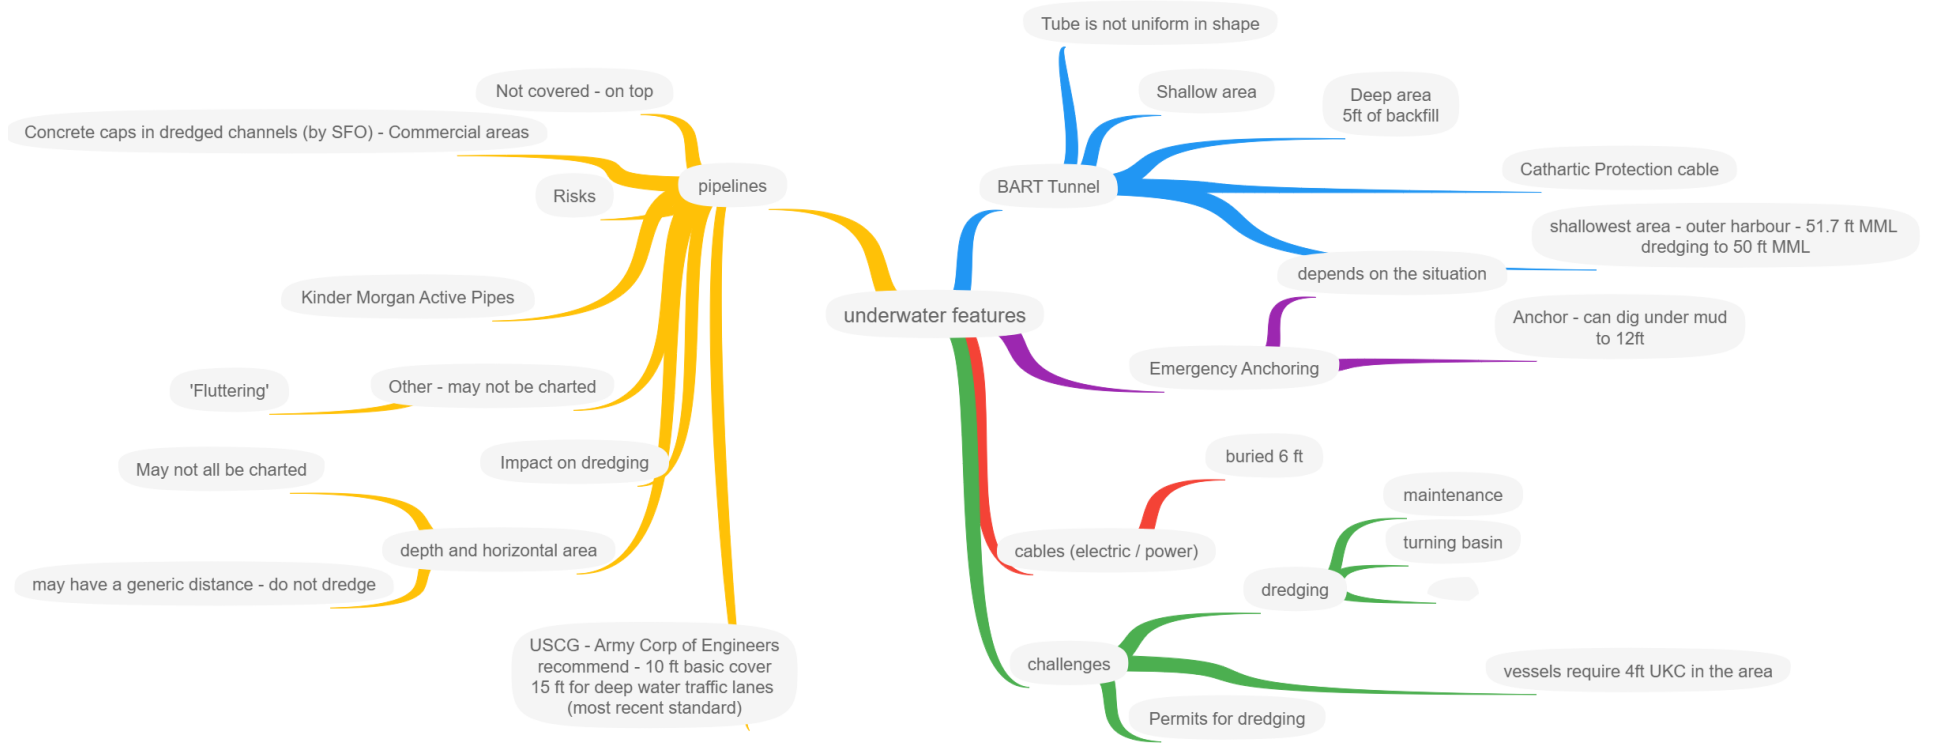 Tube is not uniform in shape
Not covered - on top
Shallow area
Deep area
5ft of backfill
Concrete caps in dredged channels (by SFO) - Commercial areas
pipelines
BART Tunnel
Cathartic Protection cable
Risks
shallowest area - outer harbour - 51.7 ft MML
dredging to 50 ft MML
depends on the situation
Kinder Morgan Active Pipes
underwater features
Anchor - can dig under mud
to 12ft
Emergency Anchoring
'Fluttering'
Other - may not be charted
buried 6 ft
May not all be charted
Impact on dredging
maintenance
turning basin
depth and horizontal area
cables (electric / power)
may have a generic distance - do not dredge
dredging
USCG - Army Corp of Engineers
recommend - 10 ft basic cover
15 ft for deep water traffic lanes
(most recent standard)
challenges
vessels require 4ft UKC in the area
Permits for dredging